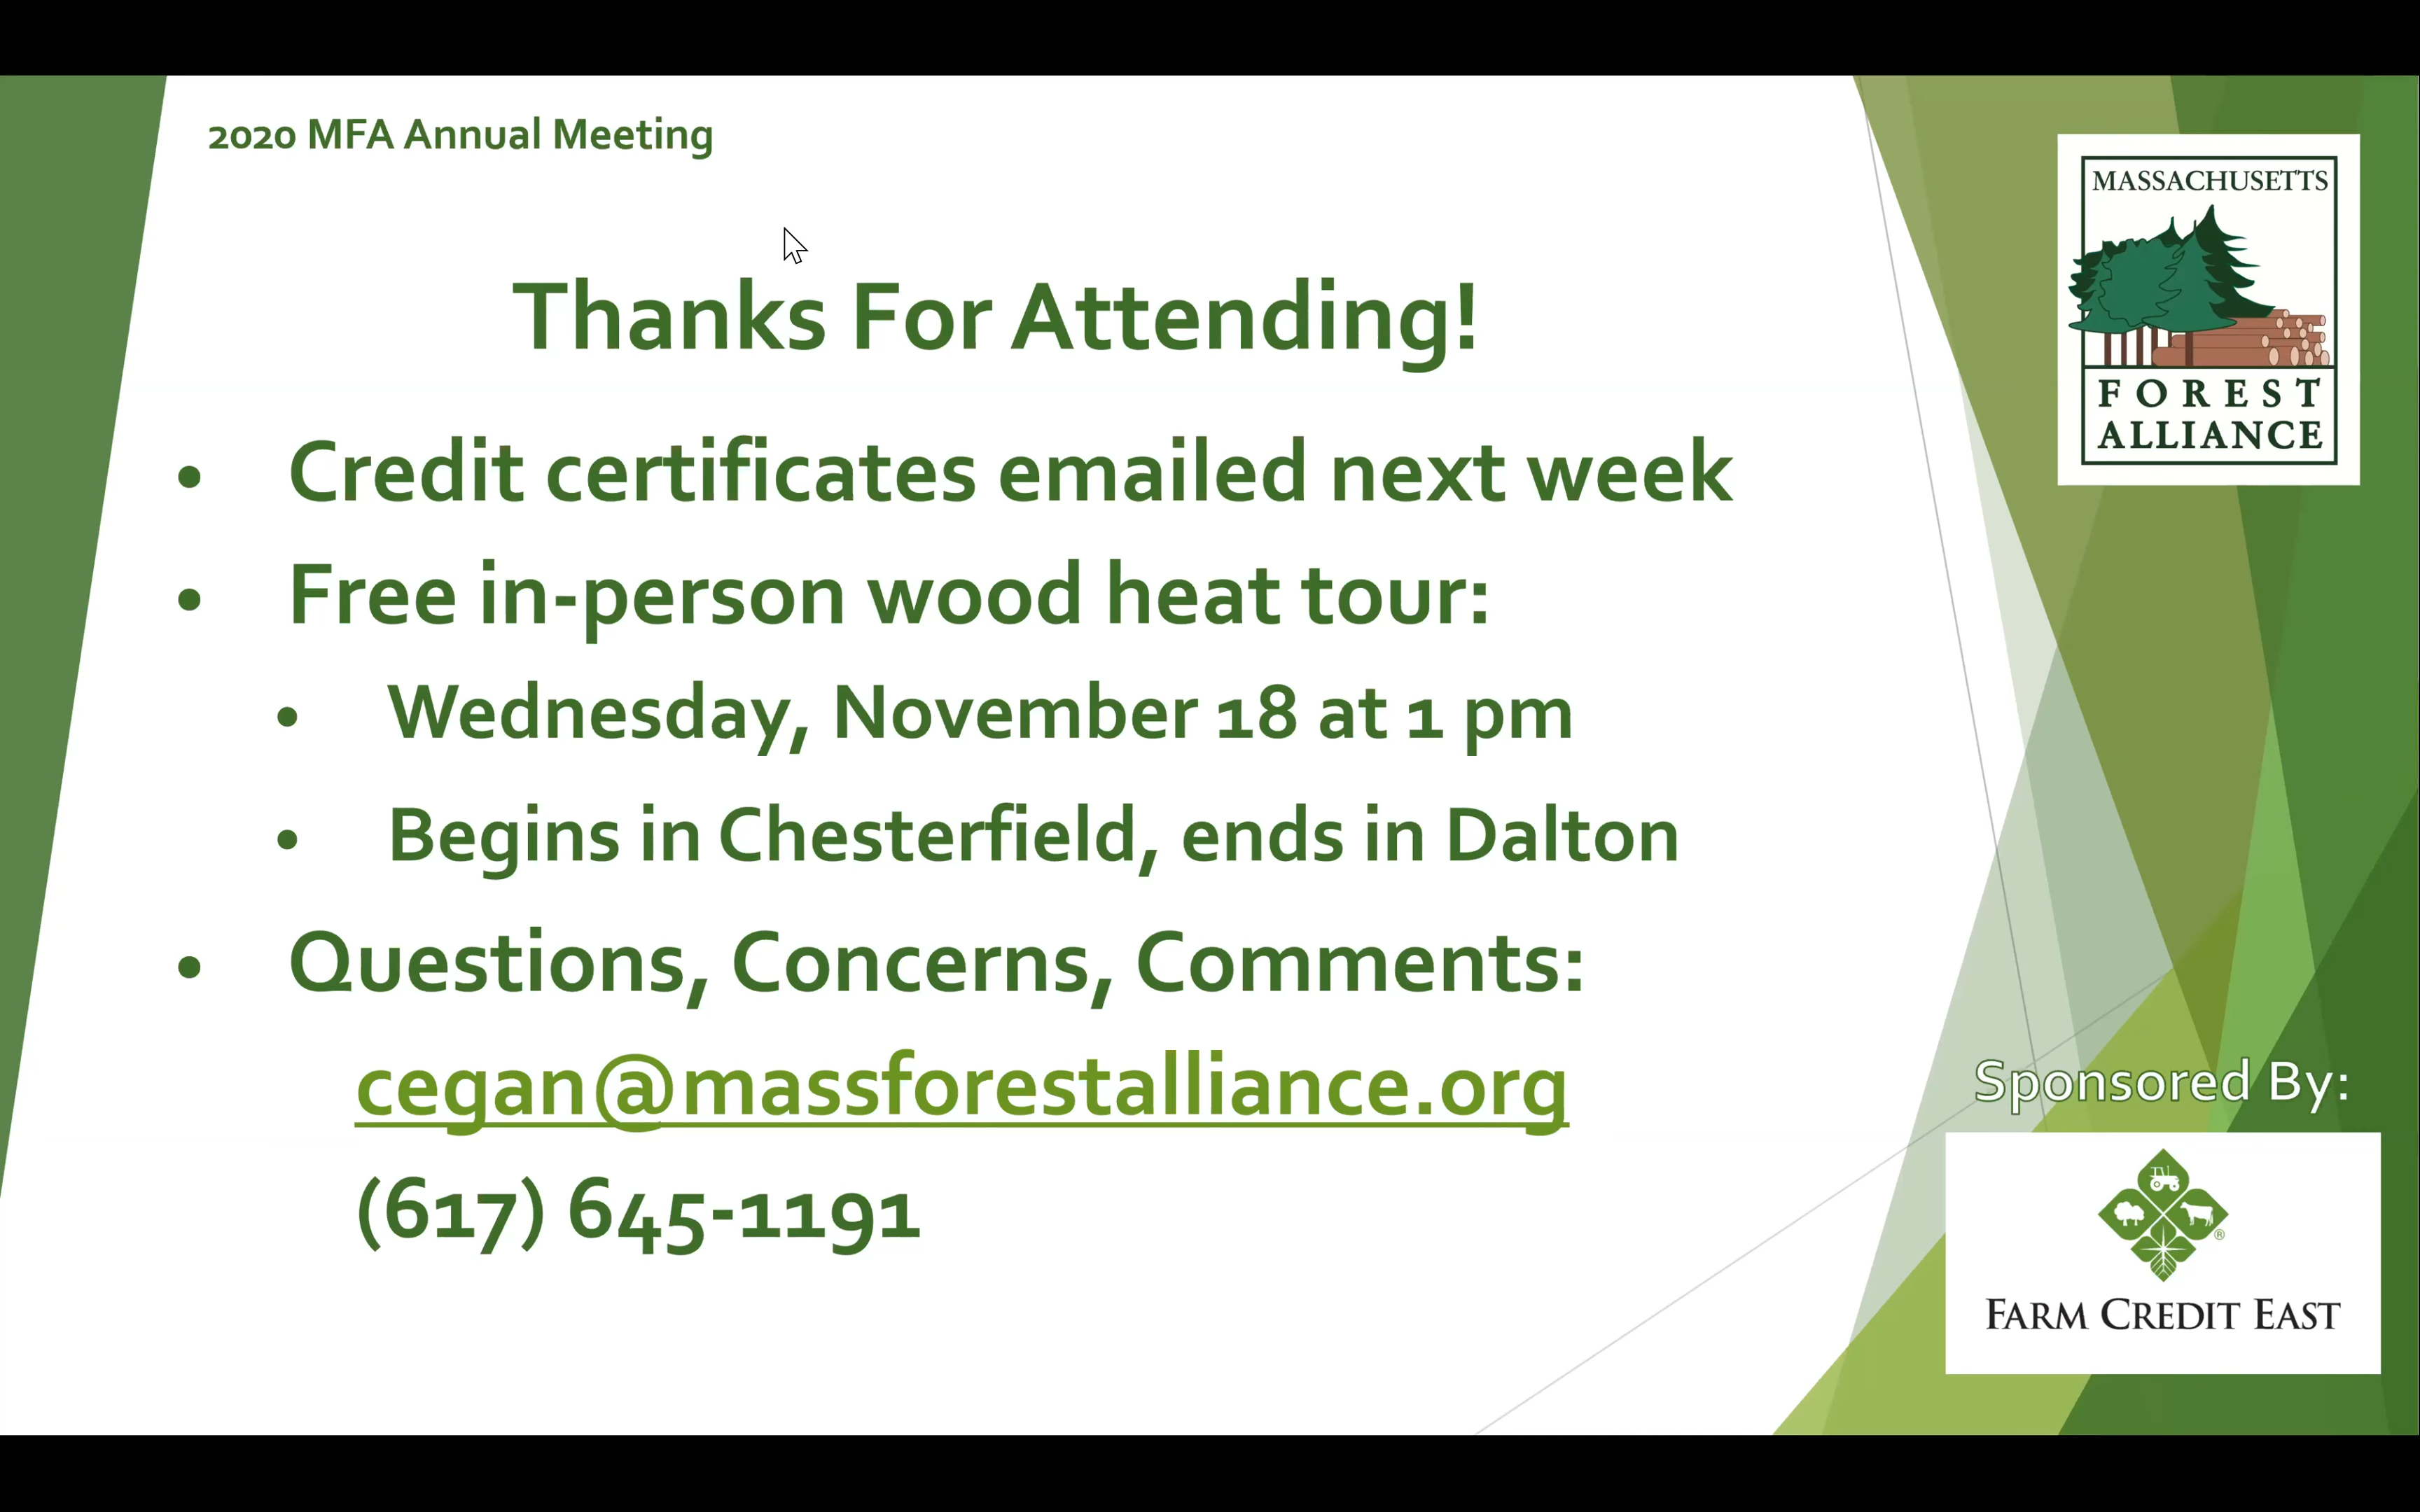 2020 MFA Annual Meeting
Thanks For Attending!
• Credit certificates emailed next week
• Free in-person wood heat tour:
• Wednesday, November 18 at 1 pm
• Begins in Chesterfield, ends in Dalton
• Questions, Concerns, Comments:
cegan@massforestalliance.org
(617) 645-1191
MASSACHUSETTS
FOREST
ALLIANCE
Sponsored By:
®
FARM CREDIT EAST